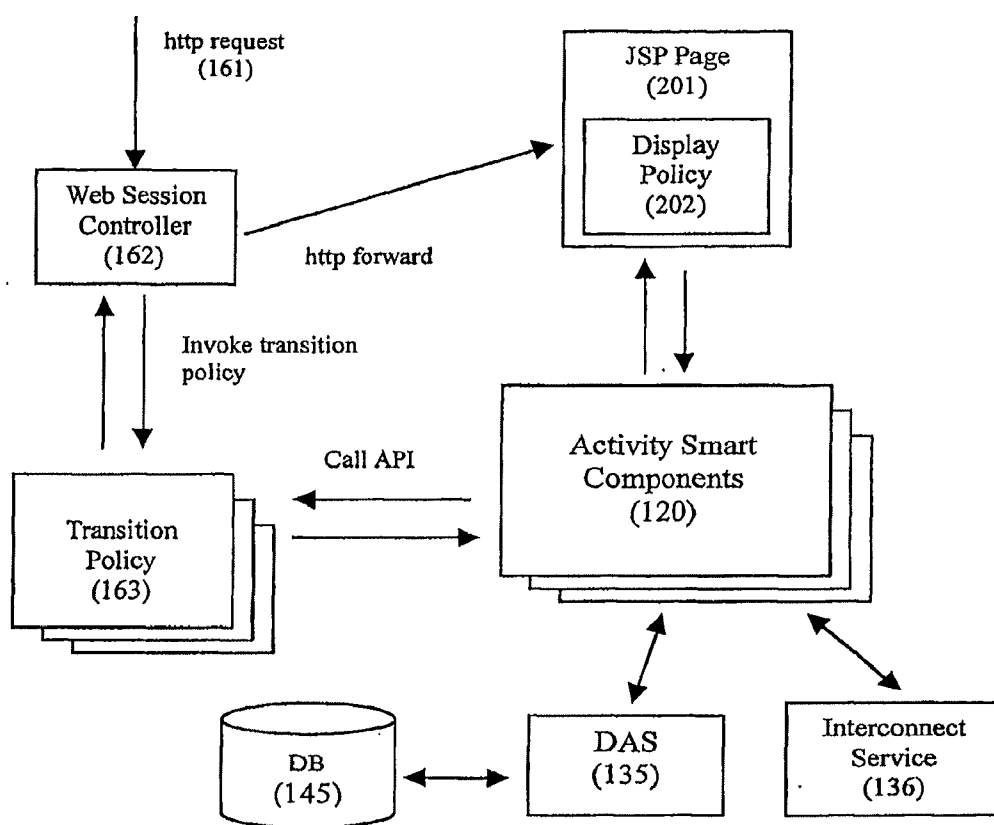 http request
(161)
JSP Page
(201)
Display
Policy
(202)
Web Session
Controller
(162)
http forward
Invoke transition
policy
Call API
Activity Smart
Components
(120)
Transition
Policy
(163)
DB
(145)
DAS
(135)
Interconnect
Service
(136)